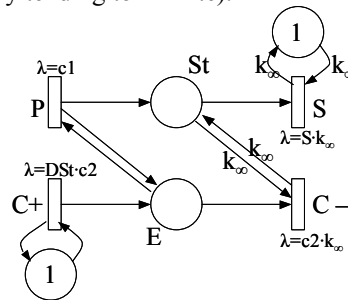 1
St
λ=c1
k∞ k∞
P
S
λ=S·k∞
k∞
k∞
λ=DSt·c2
C+
C−
E
λ=c2·k∞
1